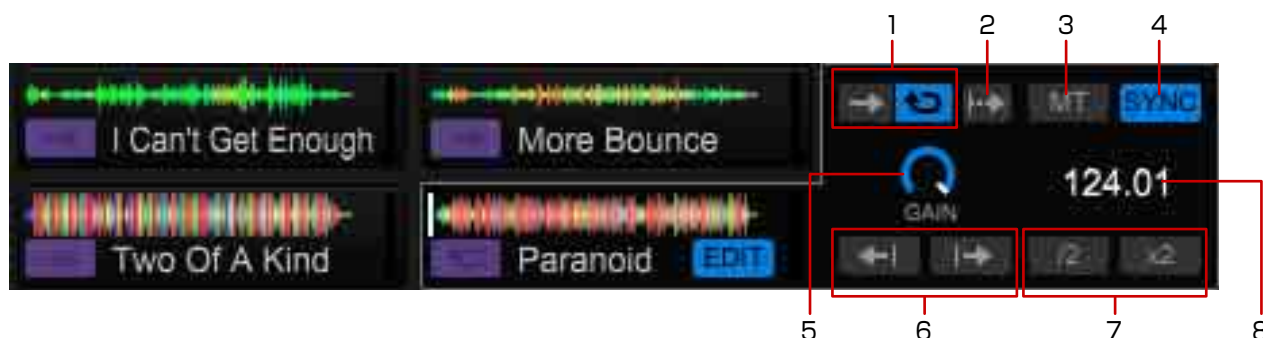 1 2 3 4
I Can't Get Enough
More Bounce
MT SYNC
GAIN
124.01
Two Of A Kind
Paranoid
EDIT
/2 x2
5 6 7 8